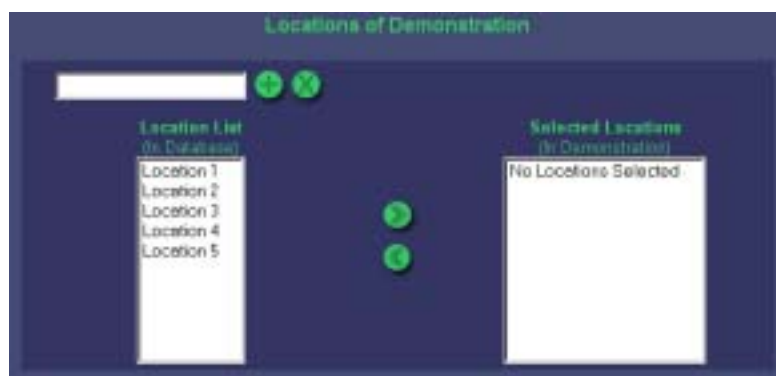 Locations of Demonstration
Location List
(In Database)
Location 1
Location 2
Location 3
Location 4
Location 5
Selected Locations
(In Demonstration)
No Locations Selected